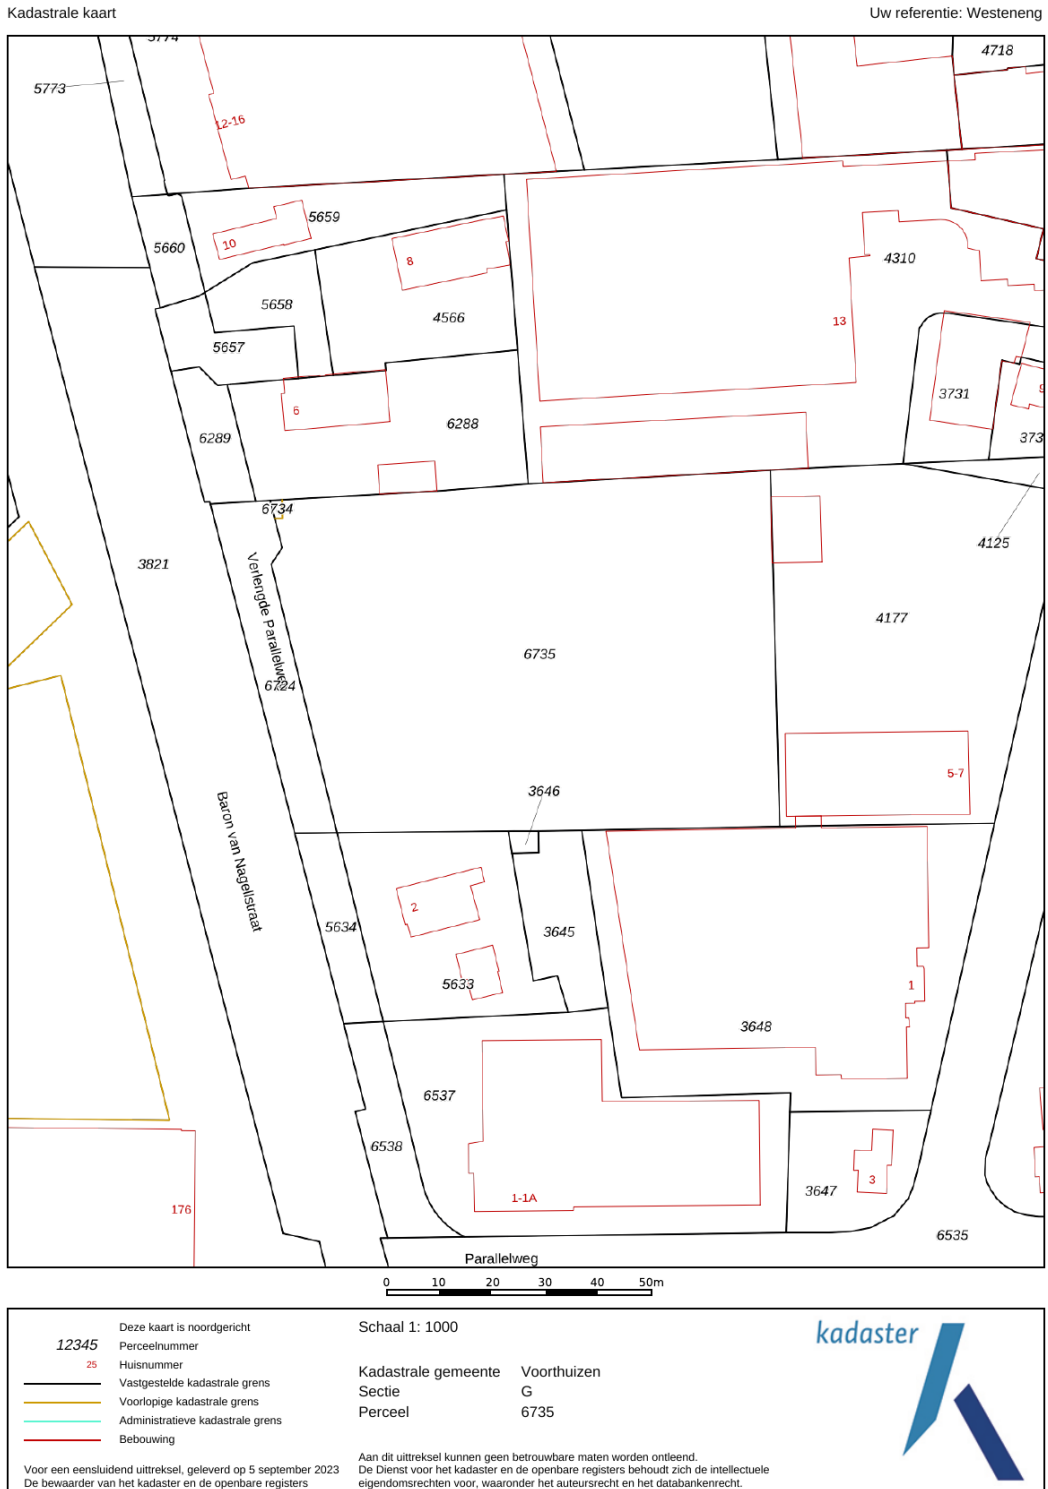 Kadastrale kaart
Uw referentie: Westeneng
5774
4718
5773
12-16
5659
10
5660
8
4310
5658
4566
13
5657
3731
9
6
6288
6289
373
6734
4125
3821
Verlengde Parallelweg
4177
6735
6724
5-7
3646
Baron van Nagellstraat
2
5634
3645
5633
1
3648
6537
6538
3
3647
1-1A
176
6535
Parallelweg
0 10 20 30 40 50m
Deze kaart is noordgericht
12345 Perceelnummer
25 Huisnummer
Vastgestelde kadastrale grens
Voorlopige kadastrale grens
Administratieve kadastrale grens
Bebouwing
Voor een eensluidend uittreksel, geleverd op 5 september 2023
De bewaarder van het kadaster en de openbare registers
Schaal 1: 1000
Kadastrale gemeente Voorthuizen
Sectie G
Perceel 6735
Aan dit uittreksel kunnen geen betrouwbare maten worden ontleend.
De Dienst voor het kadaster en de openbare registers behoudt zich de intellectuele
eigendomsrechten voor, waaronder het auteursrecht en het databankenrecht.
kadaster